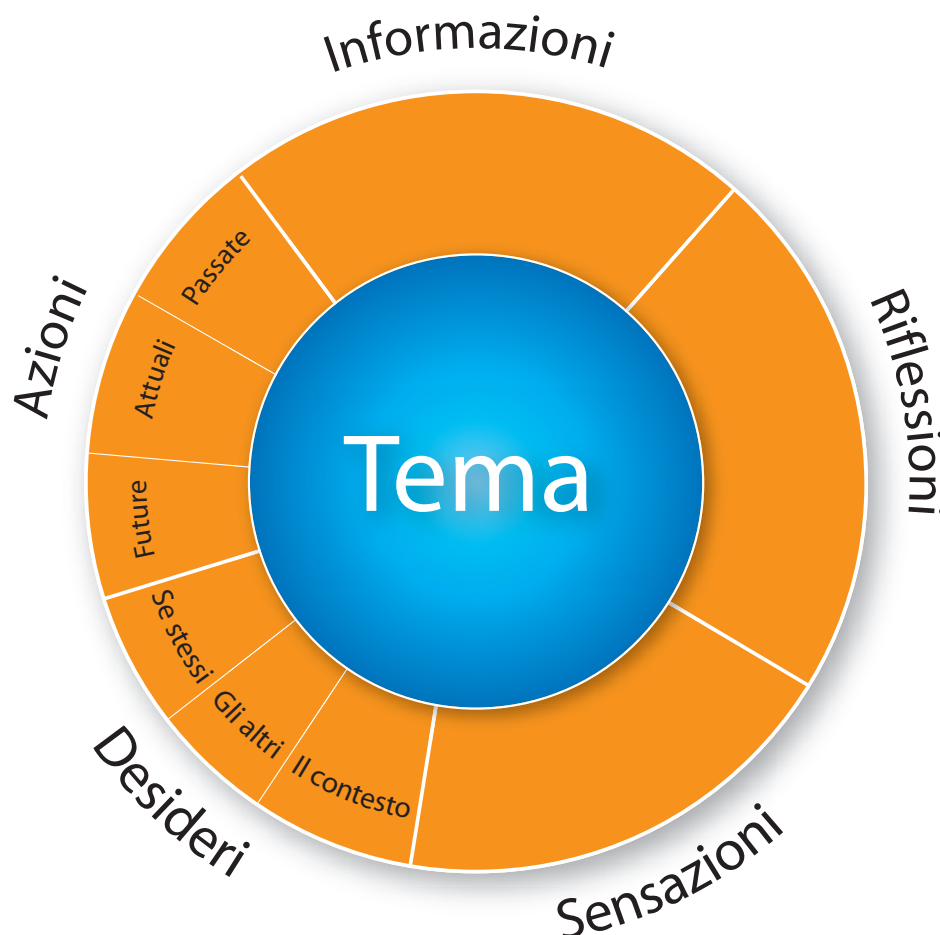 Informazioni
Riflessioni
Sensazioni
Desideri
Azioni
Passate
Attuali
Future
Se stessi
Gli altri
Il contesto
Tema